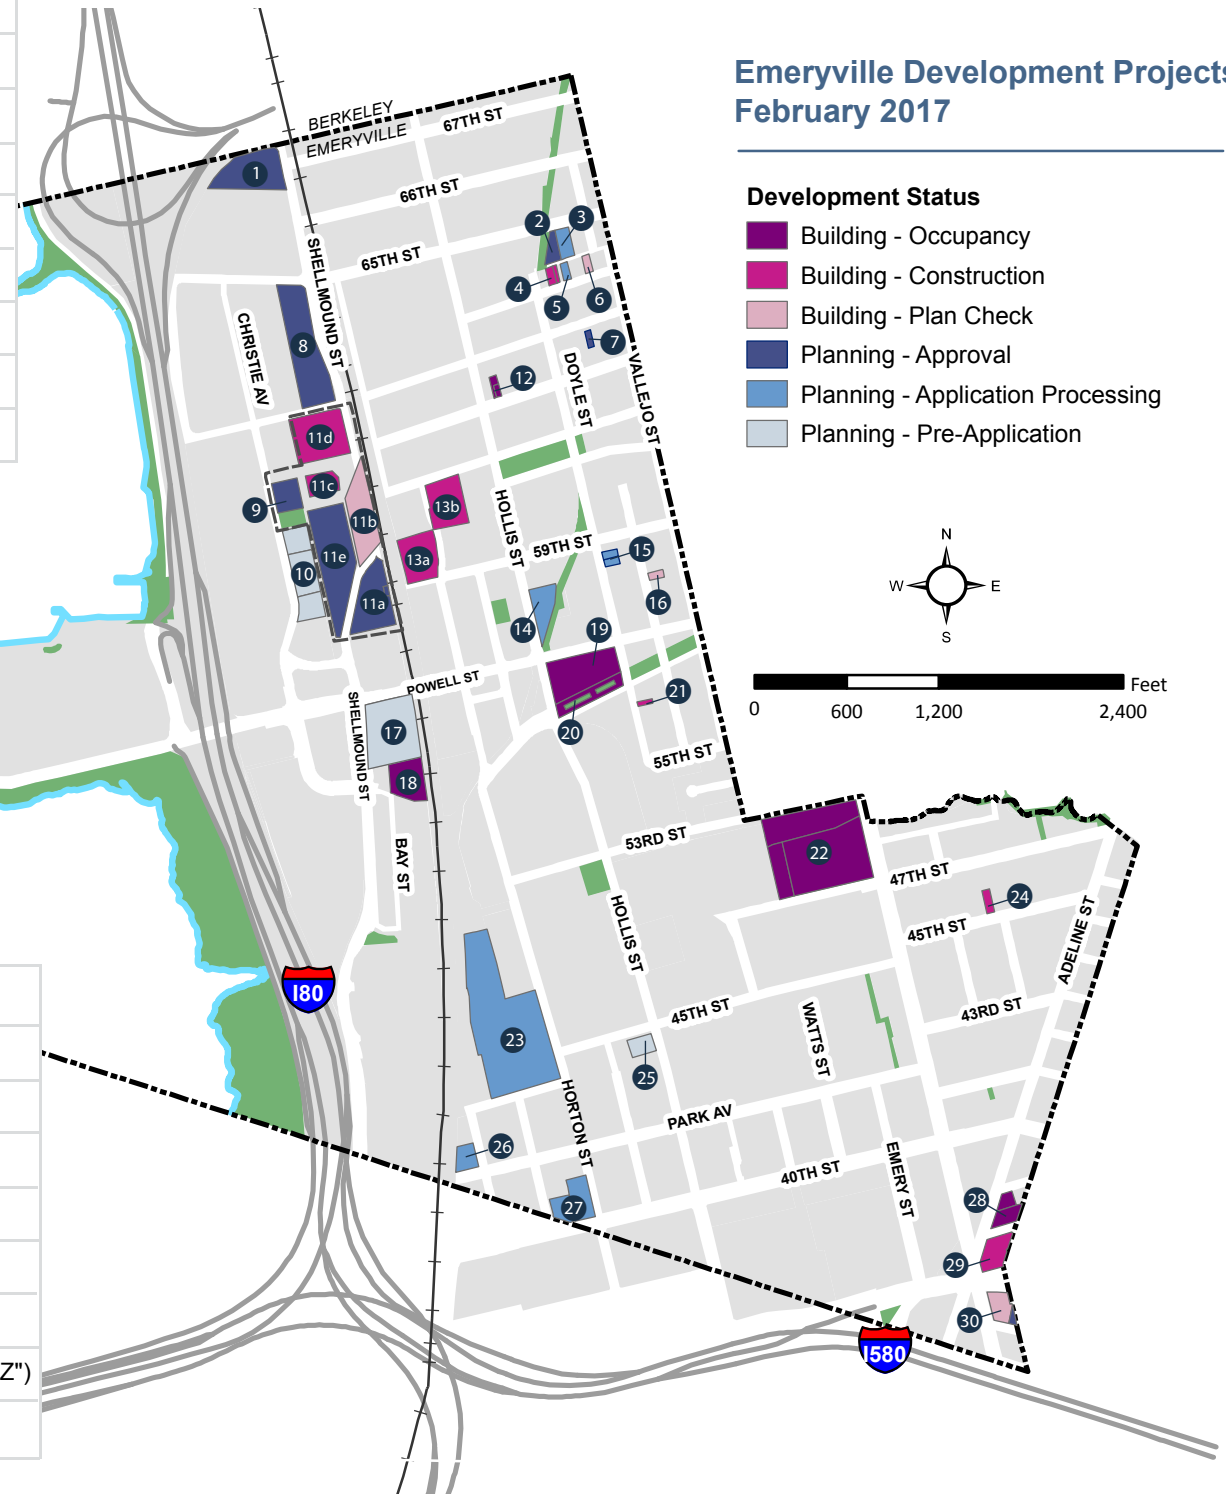 Emeryville Development Projects
February 2017
Development Status
Building - Occupancy
Building - Construction
Building - Plan Check
Planning - Approval
Planning - Application Processing
Planning - Pre-Application
N
W
E
S
Feet
0
600
1,200
2,400
BERKELEY
EMERYVILLE
67TH ST
66TH ST
65TH ST
SHELLMOUND ST
CHRISTIE AV
DOYLE ST
VALLEJO ST
HOLLIS ST
59TH ST
POWELL ST
SHELLMOUND ST
55TH ST
53RD ST
BAY ST
HOLLIS ST
47TH ST
45TH ST
ADELINE ST
43RD ST
45TH ST
WATTS ST
HORTON ST
PARK AV
40TH ST
EMERY ST
I80
I580
1
2
3
4
5
6
7
8
9
10
11a
11b
11c
11d
11e
12
13a
13b
14
15
16
17
18
19
20
21
22
23
24
25
26
27
28
29
30
Z")